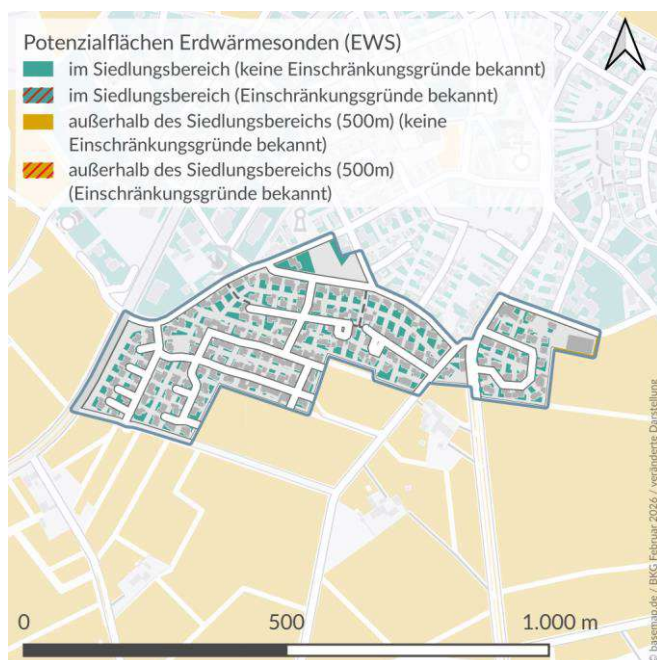 Potenzialflächen Erdwärmesonden (EWS)
im Siedlungsbereich (keine Einschränkungsgründe bekannt)
im Siedlungsbereich (Einschränkungsgründe bekannt)
außerhalb des Siedlungsbereichs (500m) (keine
Einschränkungsgründe bekannt)
außerhalb des Siedlungsbereichs (500m)
(Einschränkungsgründe bekannt)
© basemap.de / BKG Februar 2026 / veränderte Darstellung
0 500 1.000 m